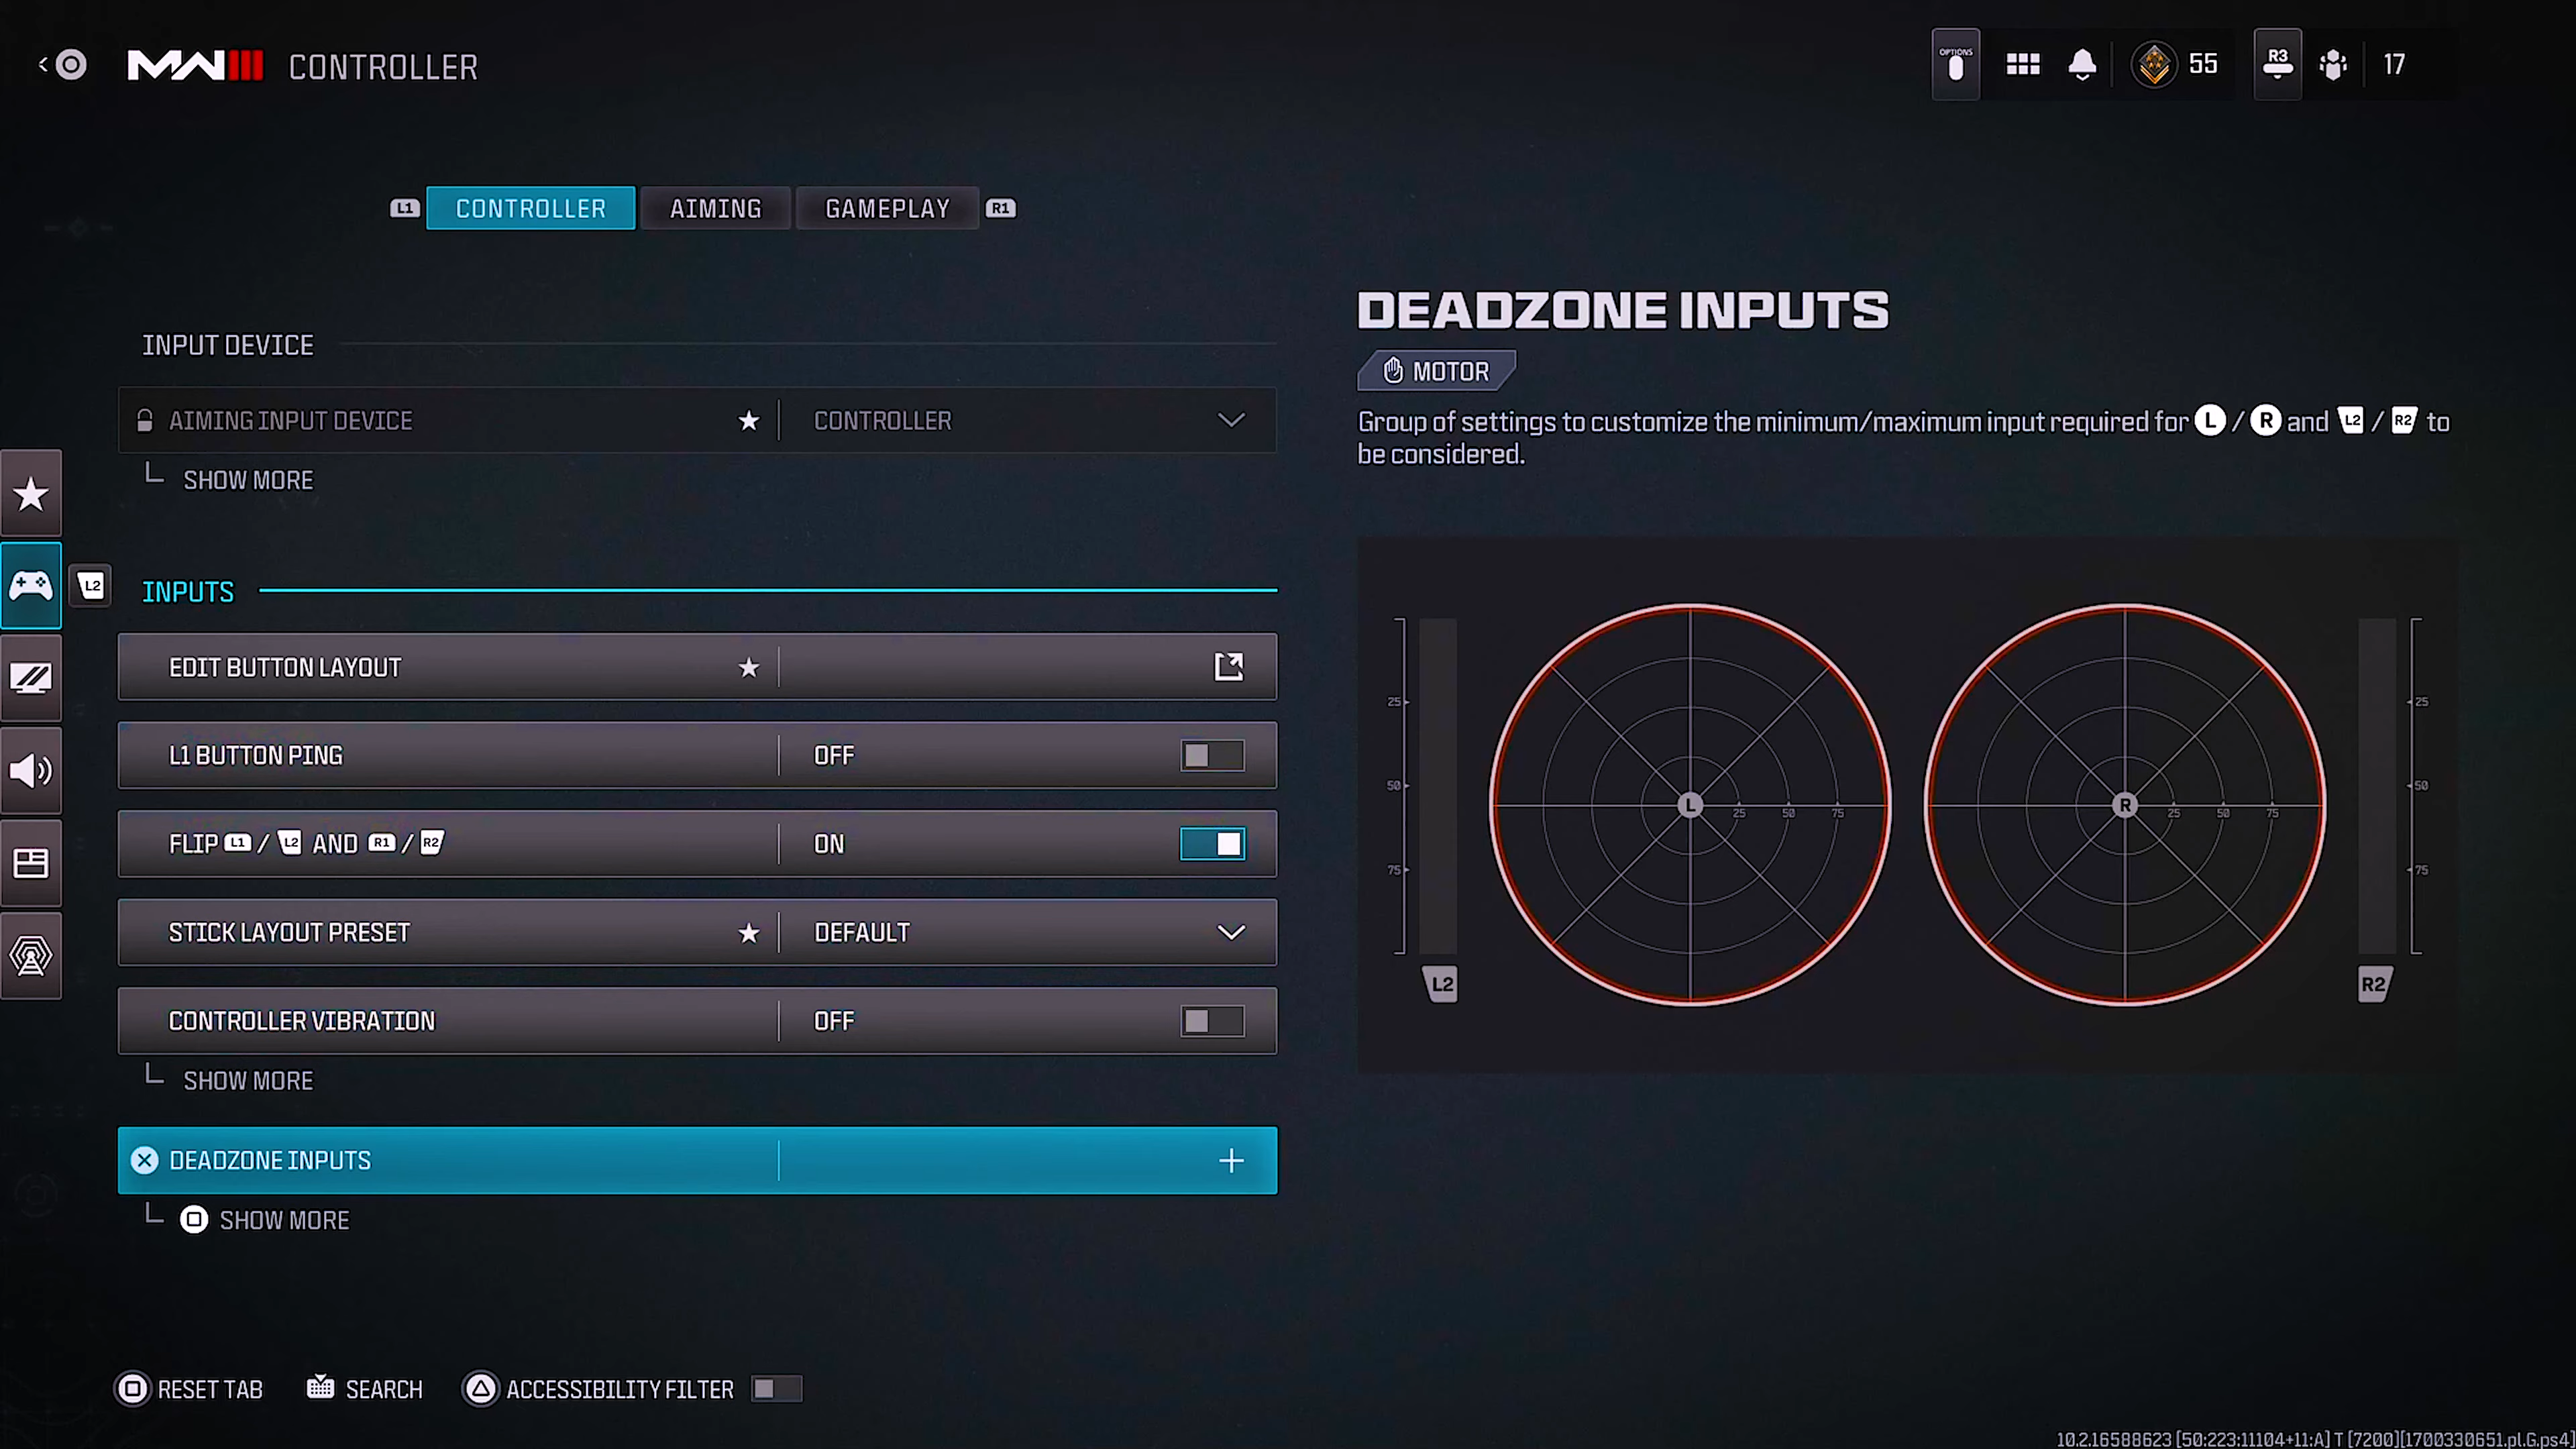 MWIII CONTROLLER
OPTIONS
55
R3
17
L1 CONTROLLER AIMING GAMEPLAY R1
INPUT DEVICE
AIMING INPUT DEVICE CONTROLLER
SHOW MORE
L2
INPUTS
EDIT BUTTON LAYOUT
L1 BUTTON PING OFF
FLIP L1 / L2 AND R1 / R2 ON
STICK LAYOUT PRESET DEFAULT
CONTROLLER VIBRATION OFF
SHOW MORE
DEADZONE INPUTS
SHOW MORE
DEADZONE INPUTS
MOTOR
Group of settings to customize the minimum/maximum input required for L / R and L2 / R2 to
be considered.
25 25
50 50
L 25 50 75 R 25 50 75
75 75
L2 R2
RESET TAB SEARCH ACCESSIBILITY FILTER
10.2.16588623 [50:223:11104+11:A] T [7200][1700330651.pl.G.ps4]